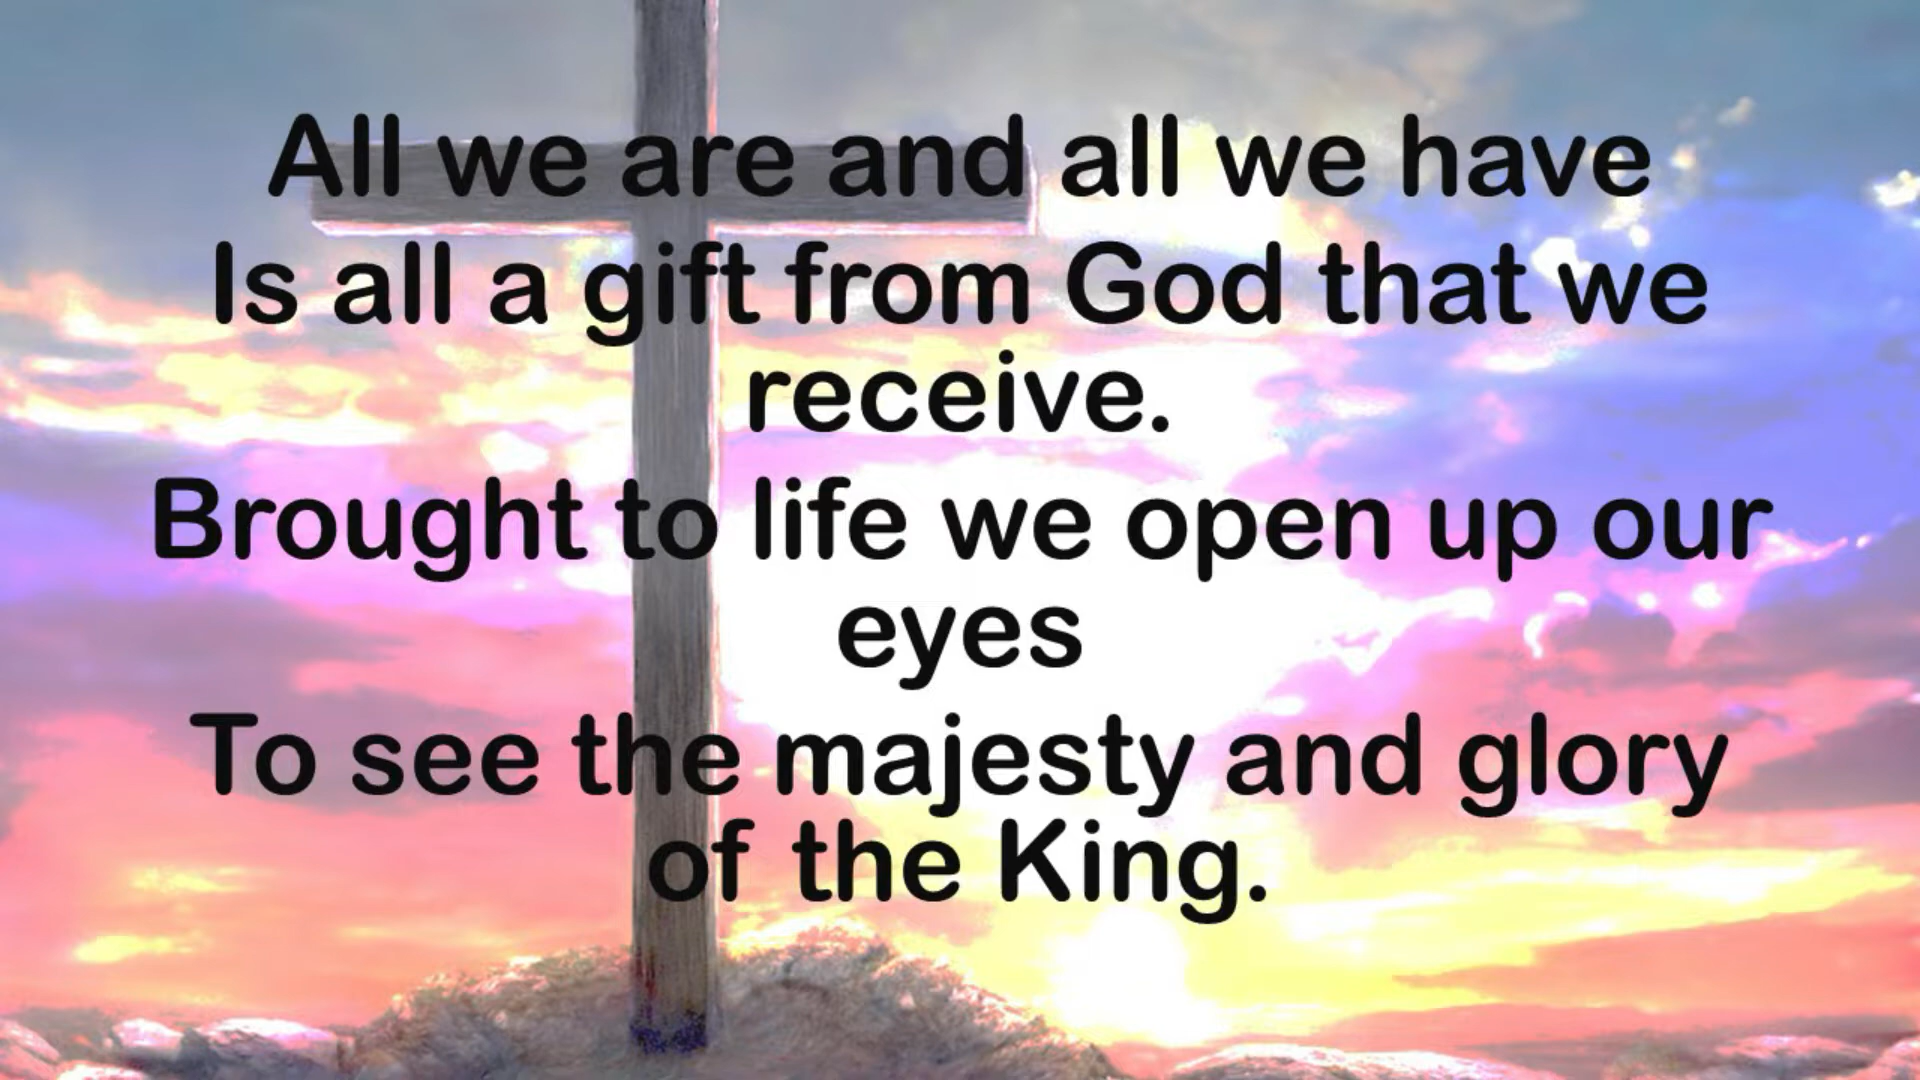 All we are and all we have
Is all a gift from God that we
receive.
Brought to life we open up our
eyes
To see the majesty and glory
of the King.